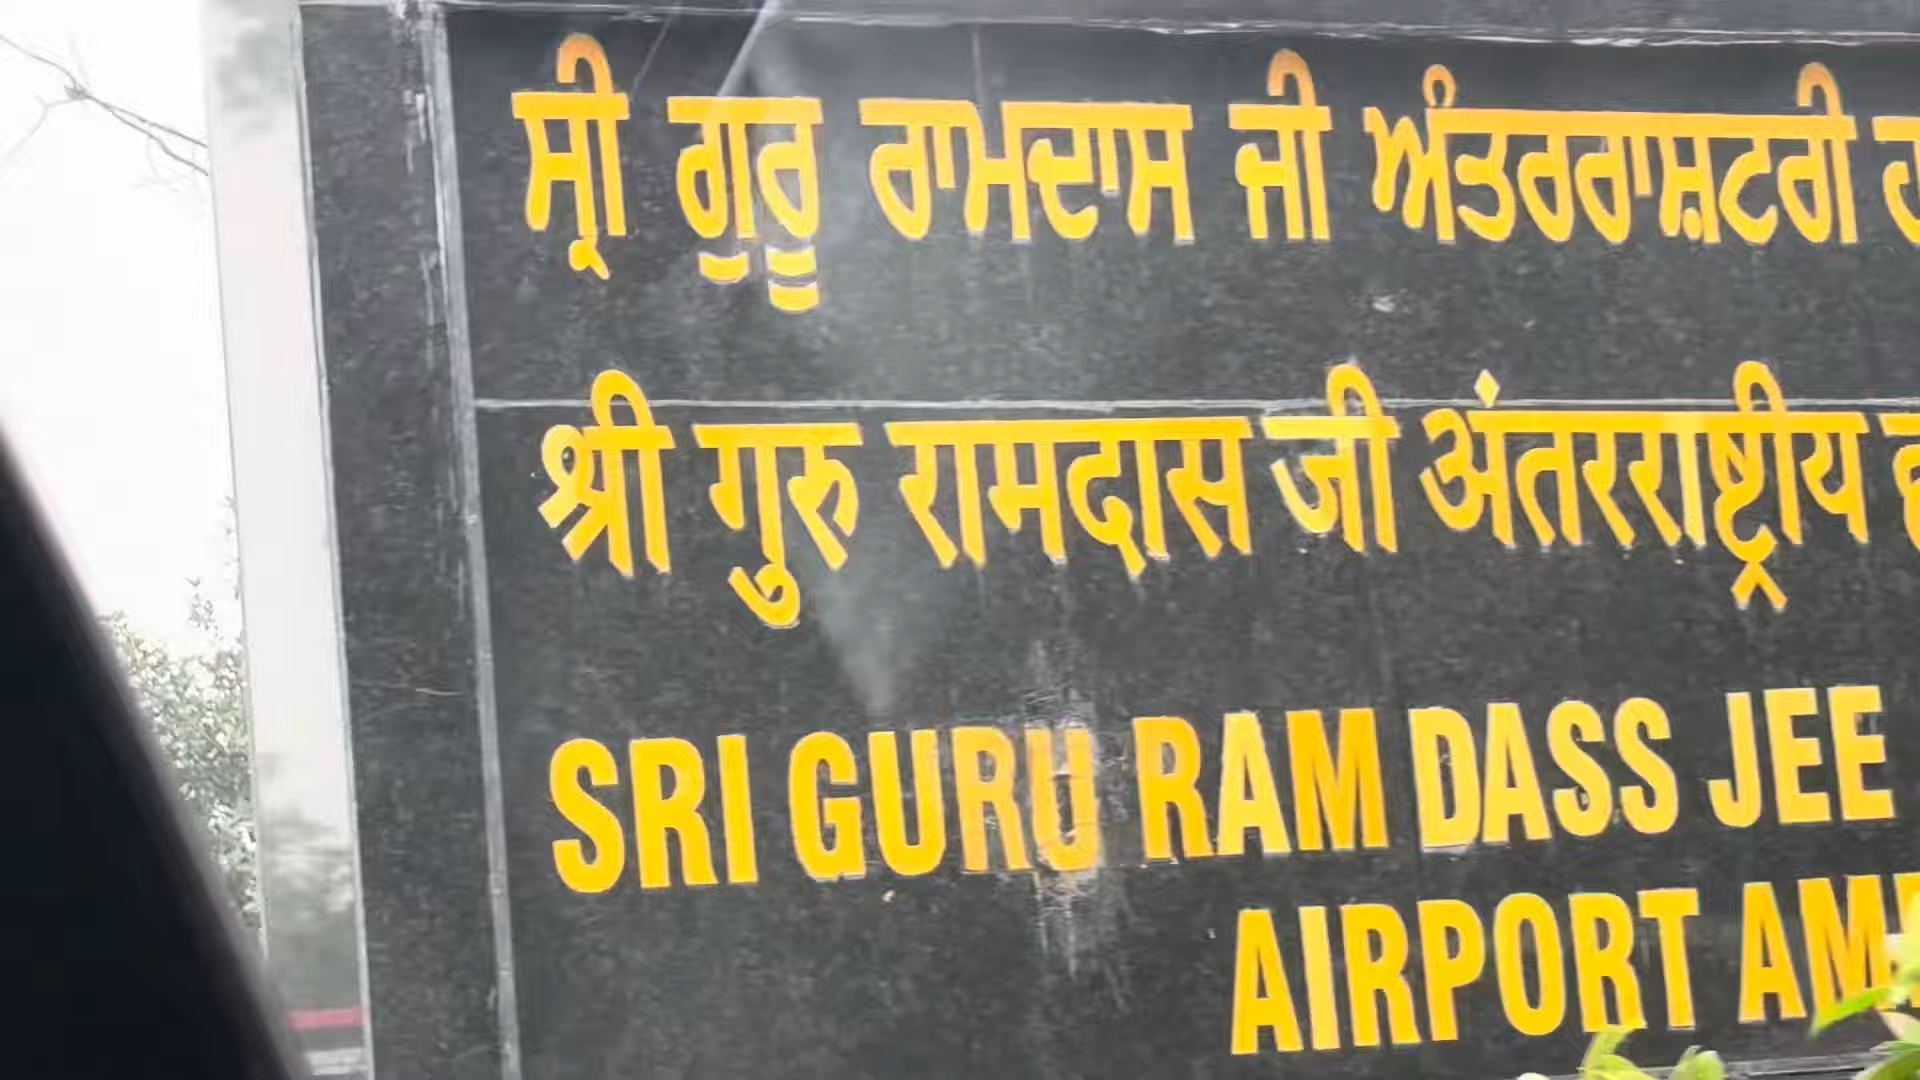 ਸ੍ਰੀ ਗੁਰੂ ਰਾਮਦਾਸ ਜੀ ਅੰਤਰਰਾਸ਼ਟਰੀ
श्री गुरु रामदास जी अंतरराष्ट्रीय
SRI GURU RAM DASS JEE
AIRPORT